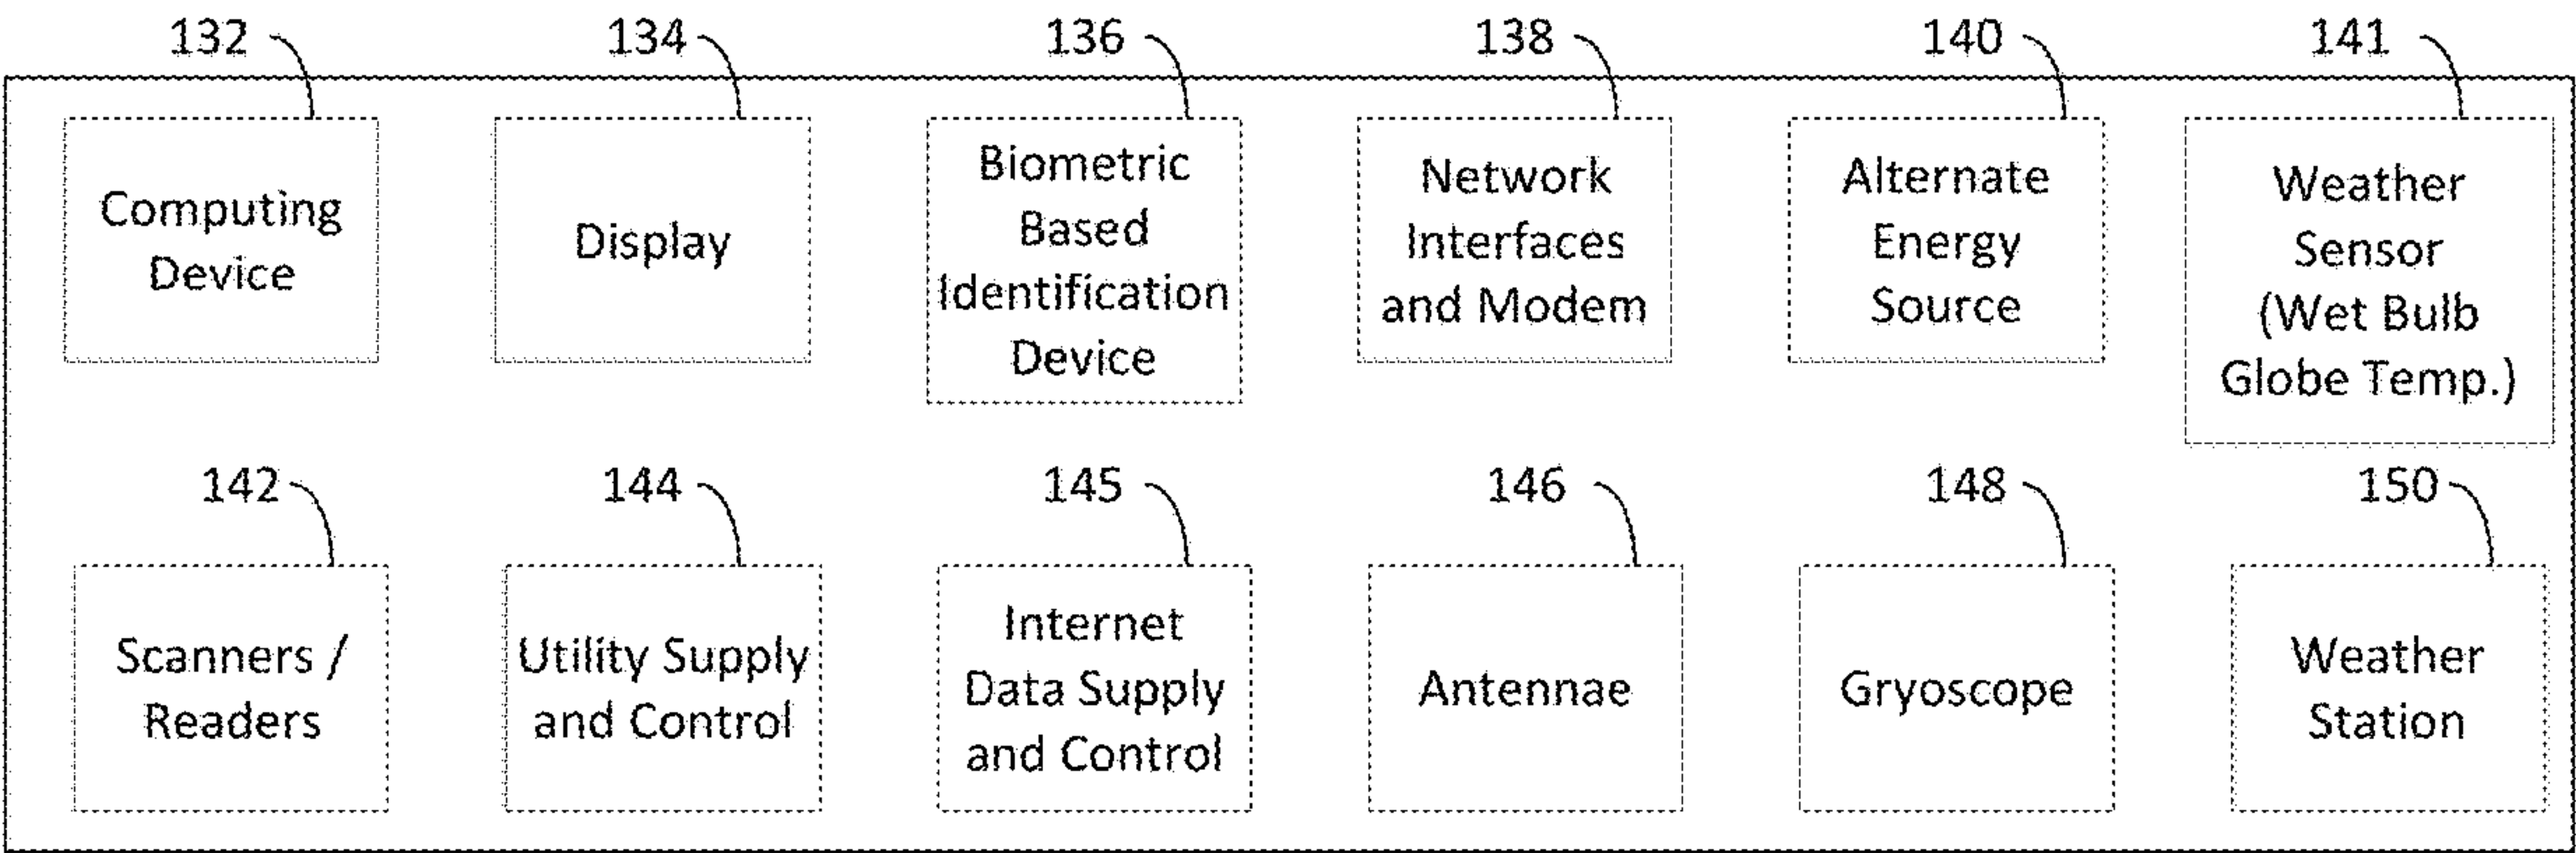 132
134
136
138
140
141
Computing
Device
Display
Biometric
Based
Identification
Device
Network
Interfaces
and Modem
Alternate
Energy
Source
Weather
Sensor
(Wet Bulb
Globe Temp.)
142
144
145
146
148
150
Scanners /
Readers
Utility Supply
and Control
Internet
Data Supply
and Control
Antennae
Gryoscope
Weather
Station